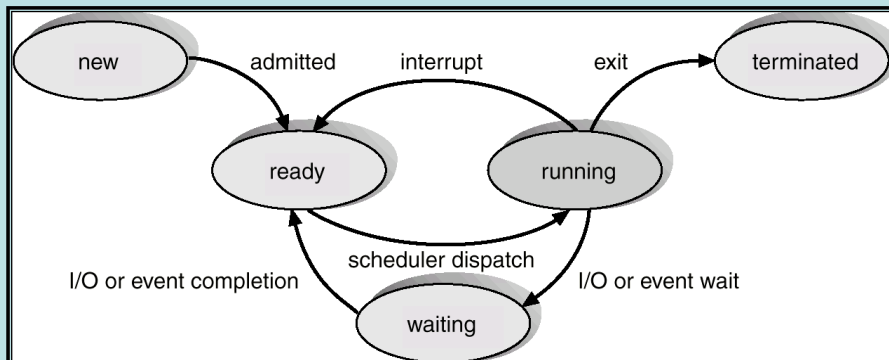 new
admitted
interrupt
exit
terminated
ready
running
scheduler dispatch
I/O or event completion
I/O or event wait
waiting